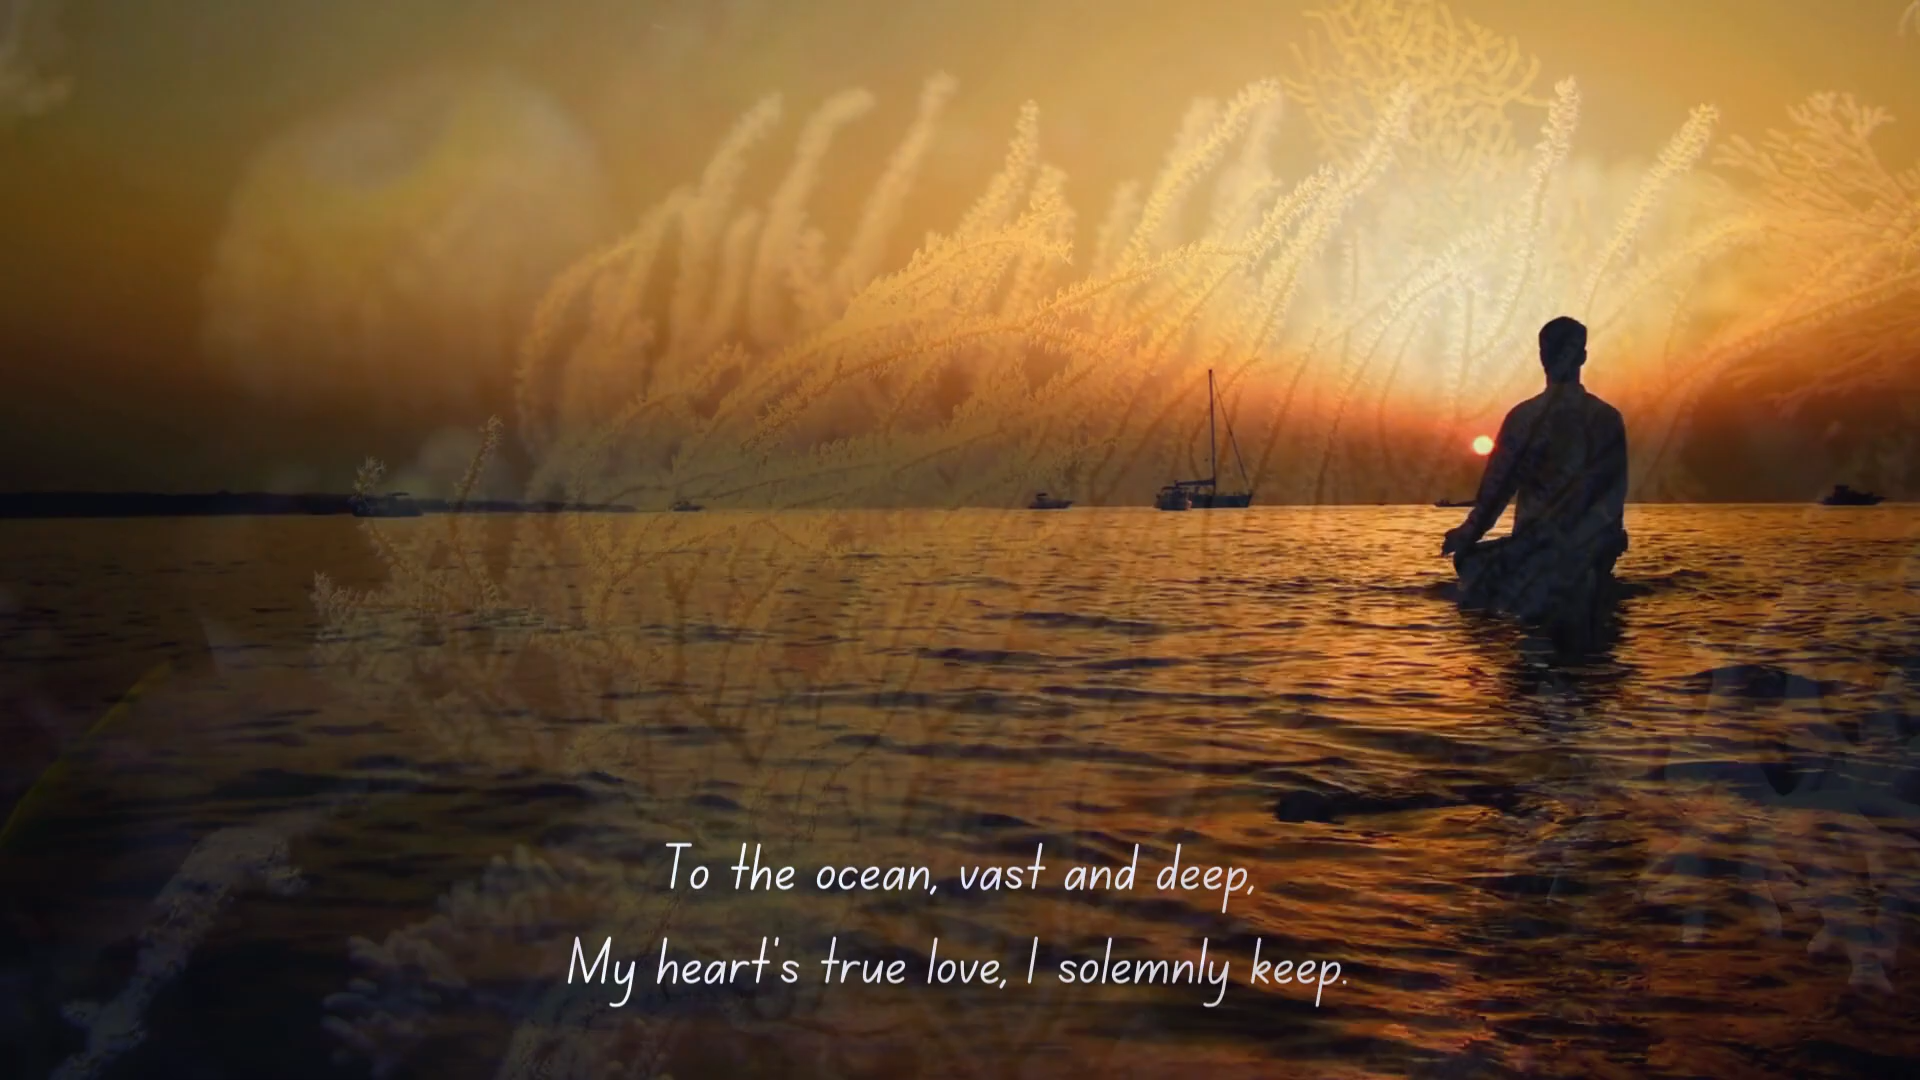 To the ocean, vast and deep,
My heart's true love, I solemnly keep.